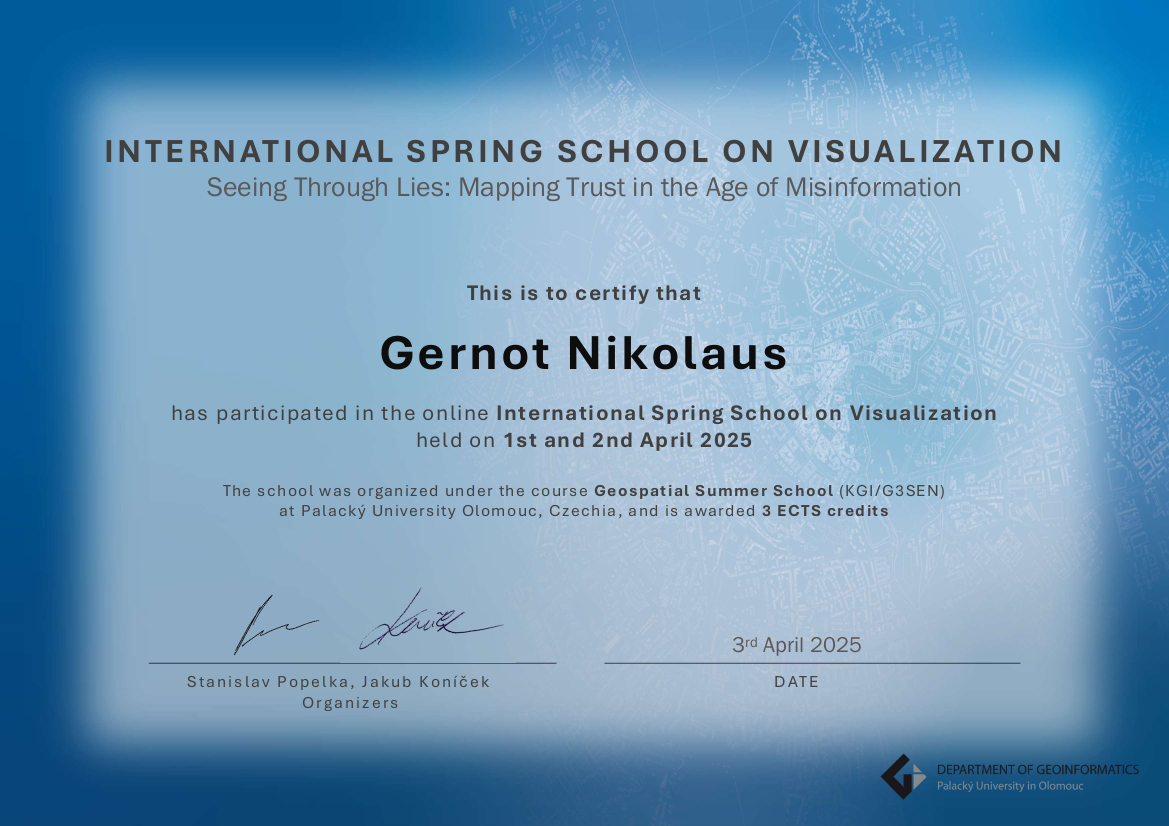 INTERNATIONAL SPRING SCHOOL ON VISUALIZATION
Seeing Through Lies: Mapping Trust in the Age of Misinformation
This is to certify that
Gernot Nikolaus
has participated in the online International Spring School on Visualization
held on 1st and 2nd April 2025
The school was organized under the course Geospatial Summer School (KGI/G3SEN)
at Palacký University Olomouc, Czechia, and is awarded 3 ECTS credits
3rd April 2025
Stanislav Popelka, Jakub Koníček
Organizers
DATE
DEPARTMENT OF GEOINFORMATICS
Palacký University in Olomouc